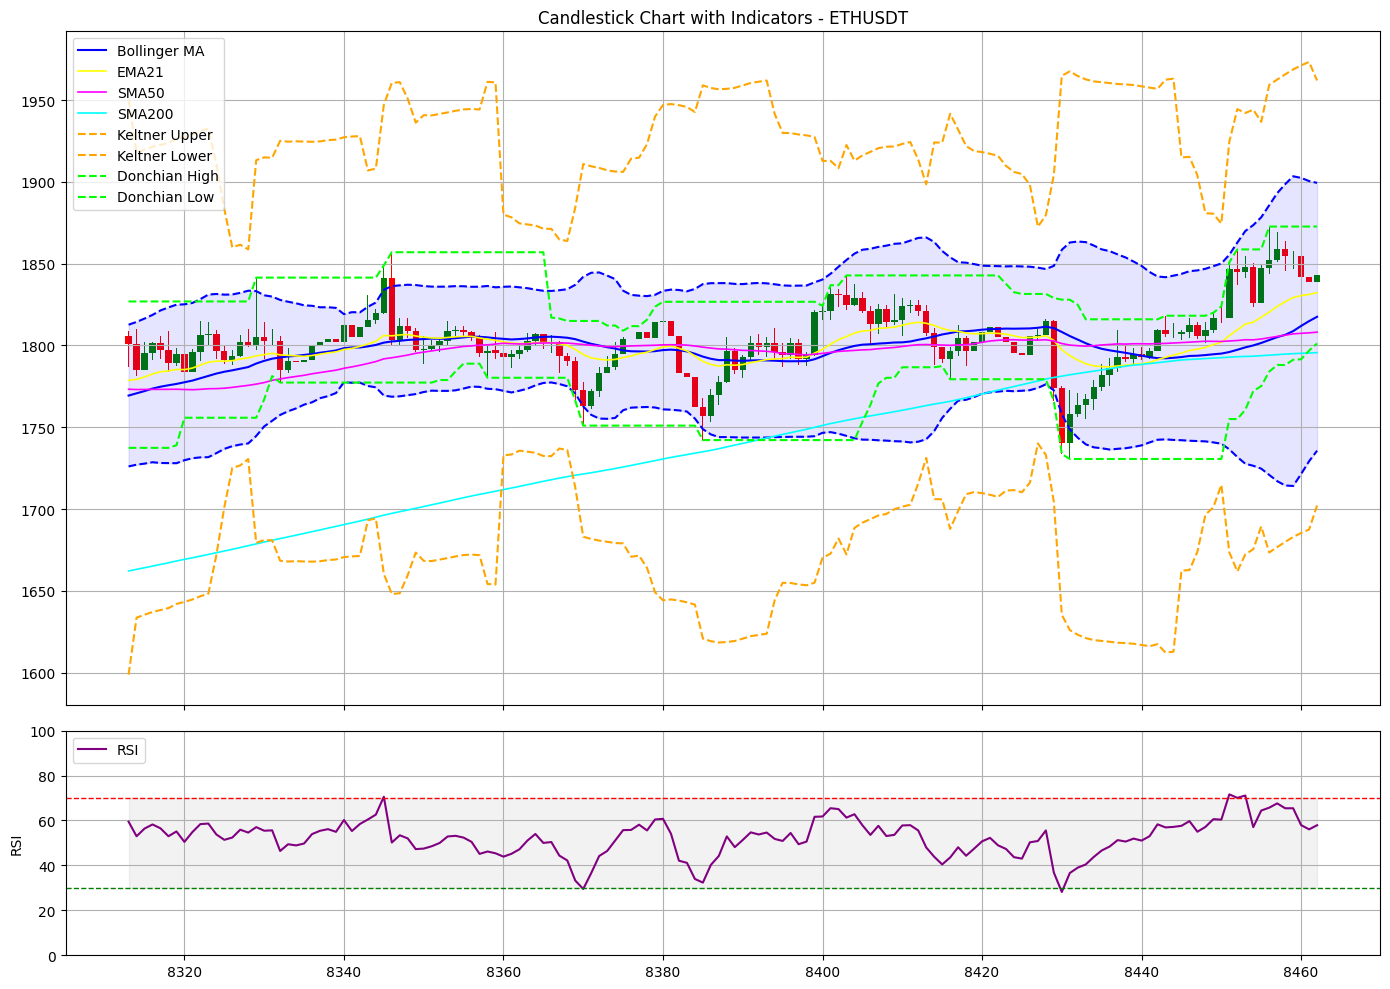 Candlestick Chart with Indicators - ETHUSDT
Bollinger MA
EMA21
SMA50
SMA200
Keltner Upper
Keltner Lower
Donchian High
Donchian Low
1950
1900
1850
1800
1750
1700
1650
1600
RSI
100
80
60
40
20
0
RSI
8320 8340 8360 8380 8400 8420 8440 8460